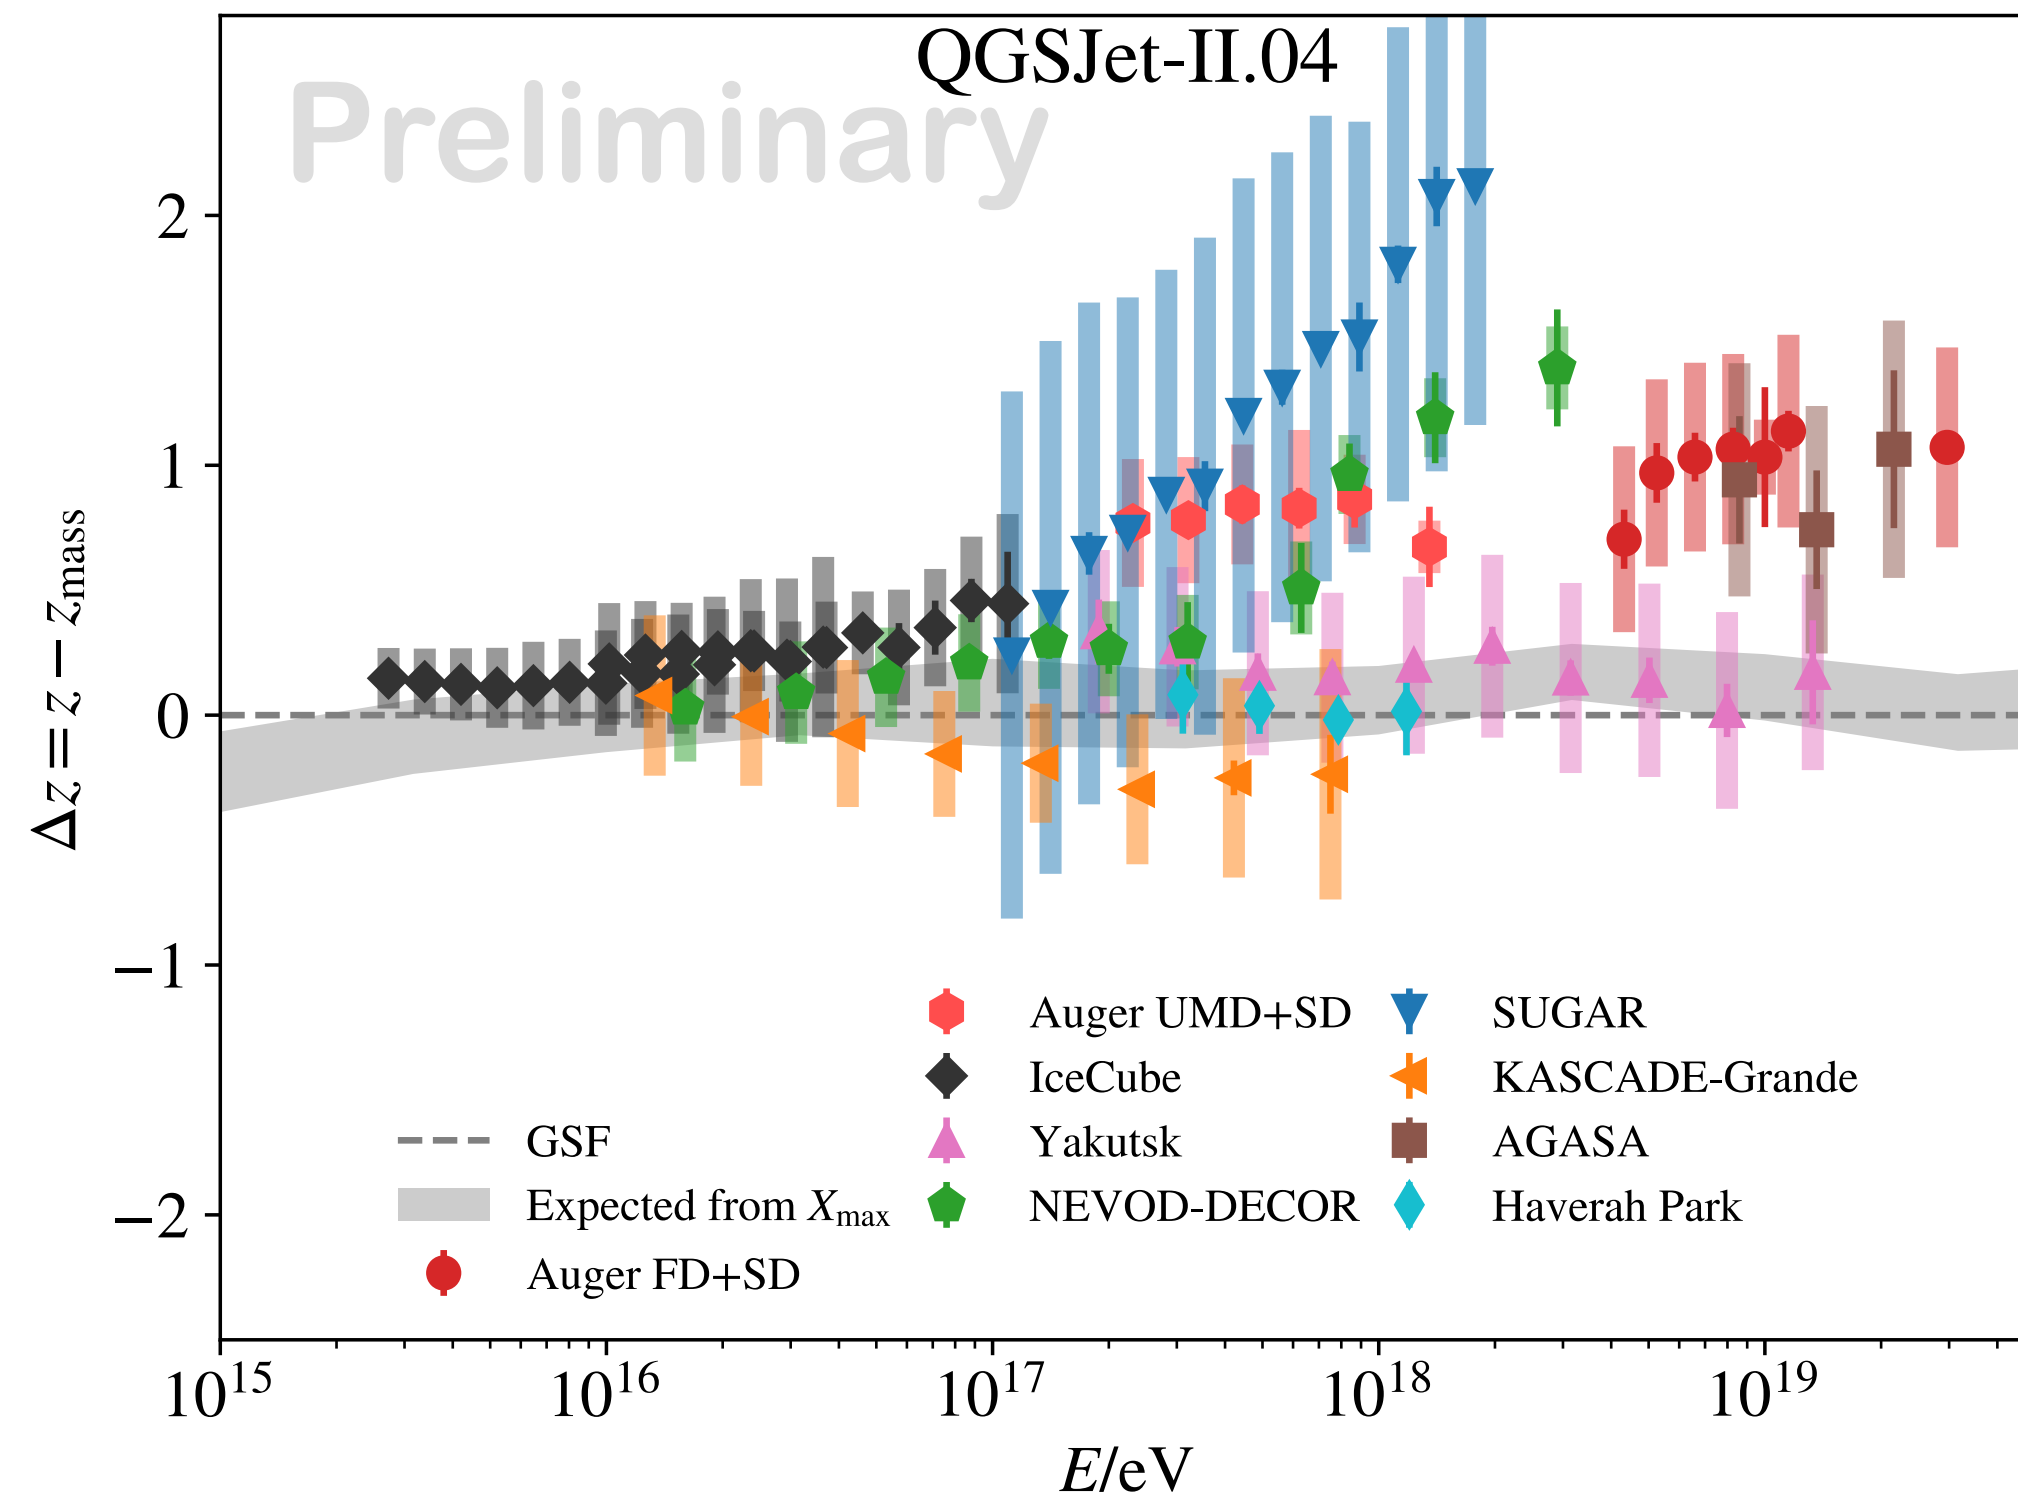 QGSJet-II.04
Preliminary
Δz = z − z_mass
2
1
0
−1
−2
GSF
Expected from X_max
Auger FD+SD
Auger UMD+SD
IceCube
Yakutsk
NEVOD-DECOR
SUGAR
KASCADE-Grande
AGASA
Haverah Park
10^15 10^16 10^17 10^18 10^19
E/eV